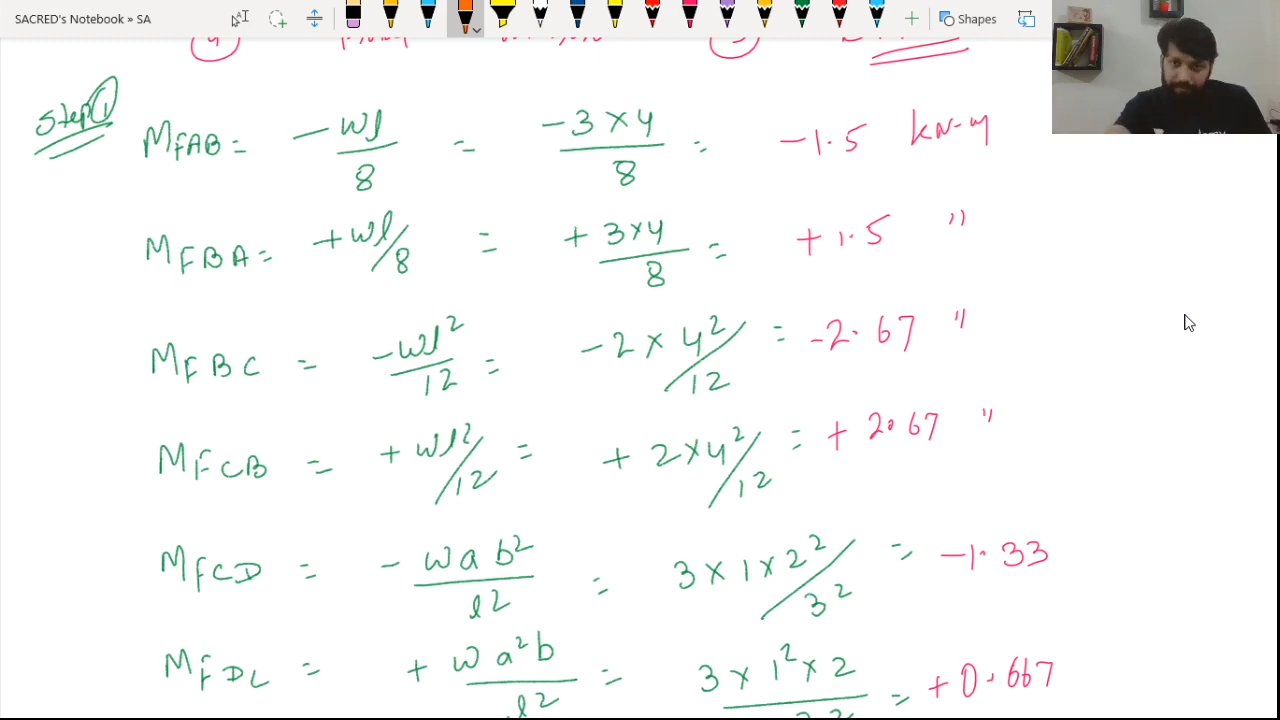 SACRED's Notebook » SA
Shapes
Step 1
MFAB = -wl/8 = -3×4/8 = -1.5 kN-M
MFBA = +wl/8 = +3×4/8 = +1.5 "
MFBC = -wl²/12 = -2×4²/12 = -2.67 "
MFCB = +wl²/12 = +2×4²/12 = +2.67 "
MFCD = -wab²/l² = 3×1×2²/3² = -1.33
MFDC = +wa²b/l² = 3×1²×2 = +0.667